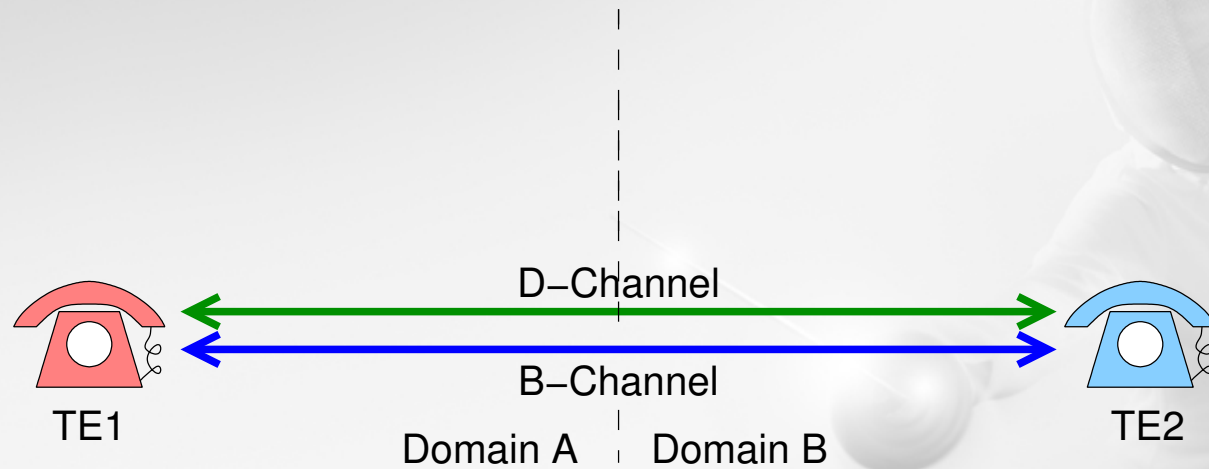 D−Channel
B−Channel
TE1
TE2
Domain A
Domain B